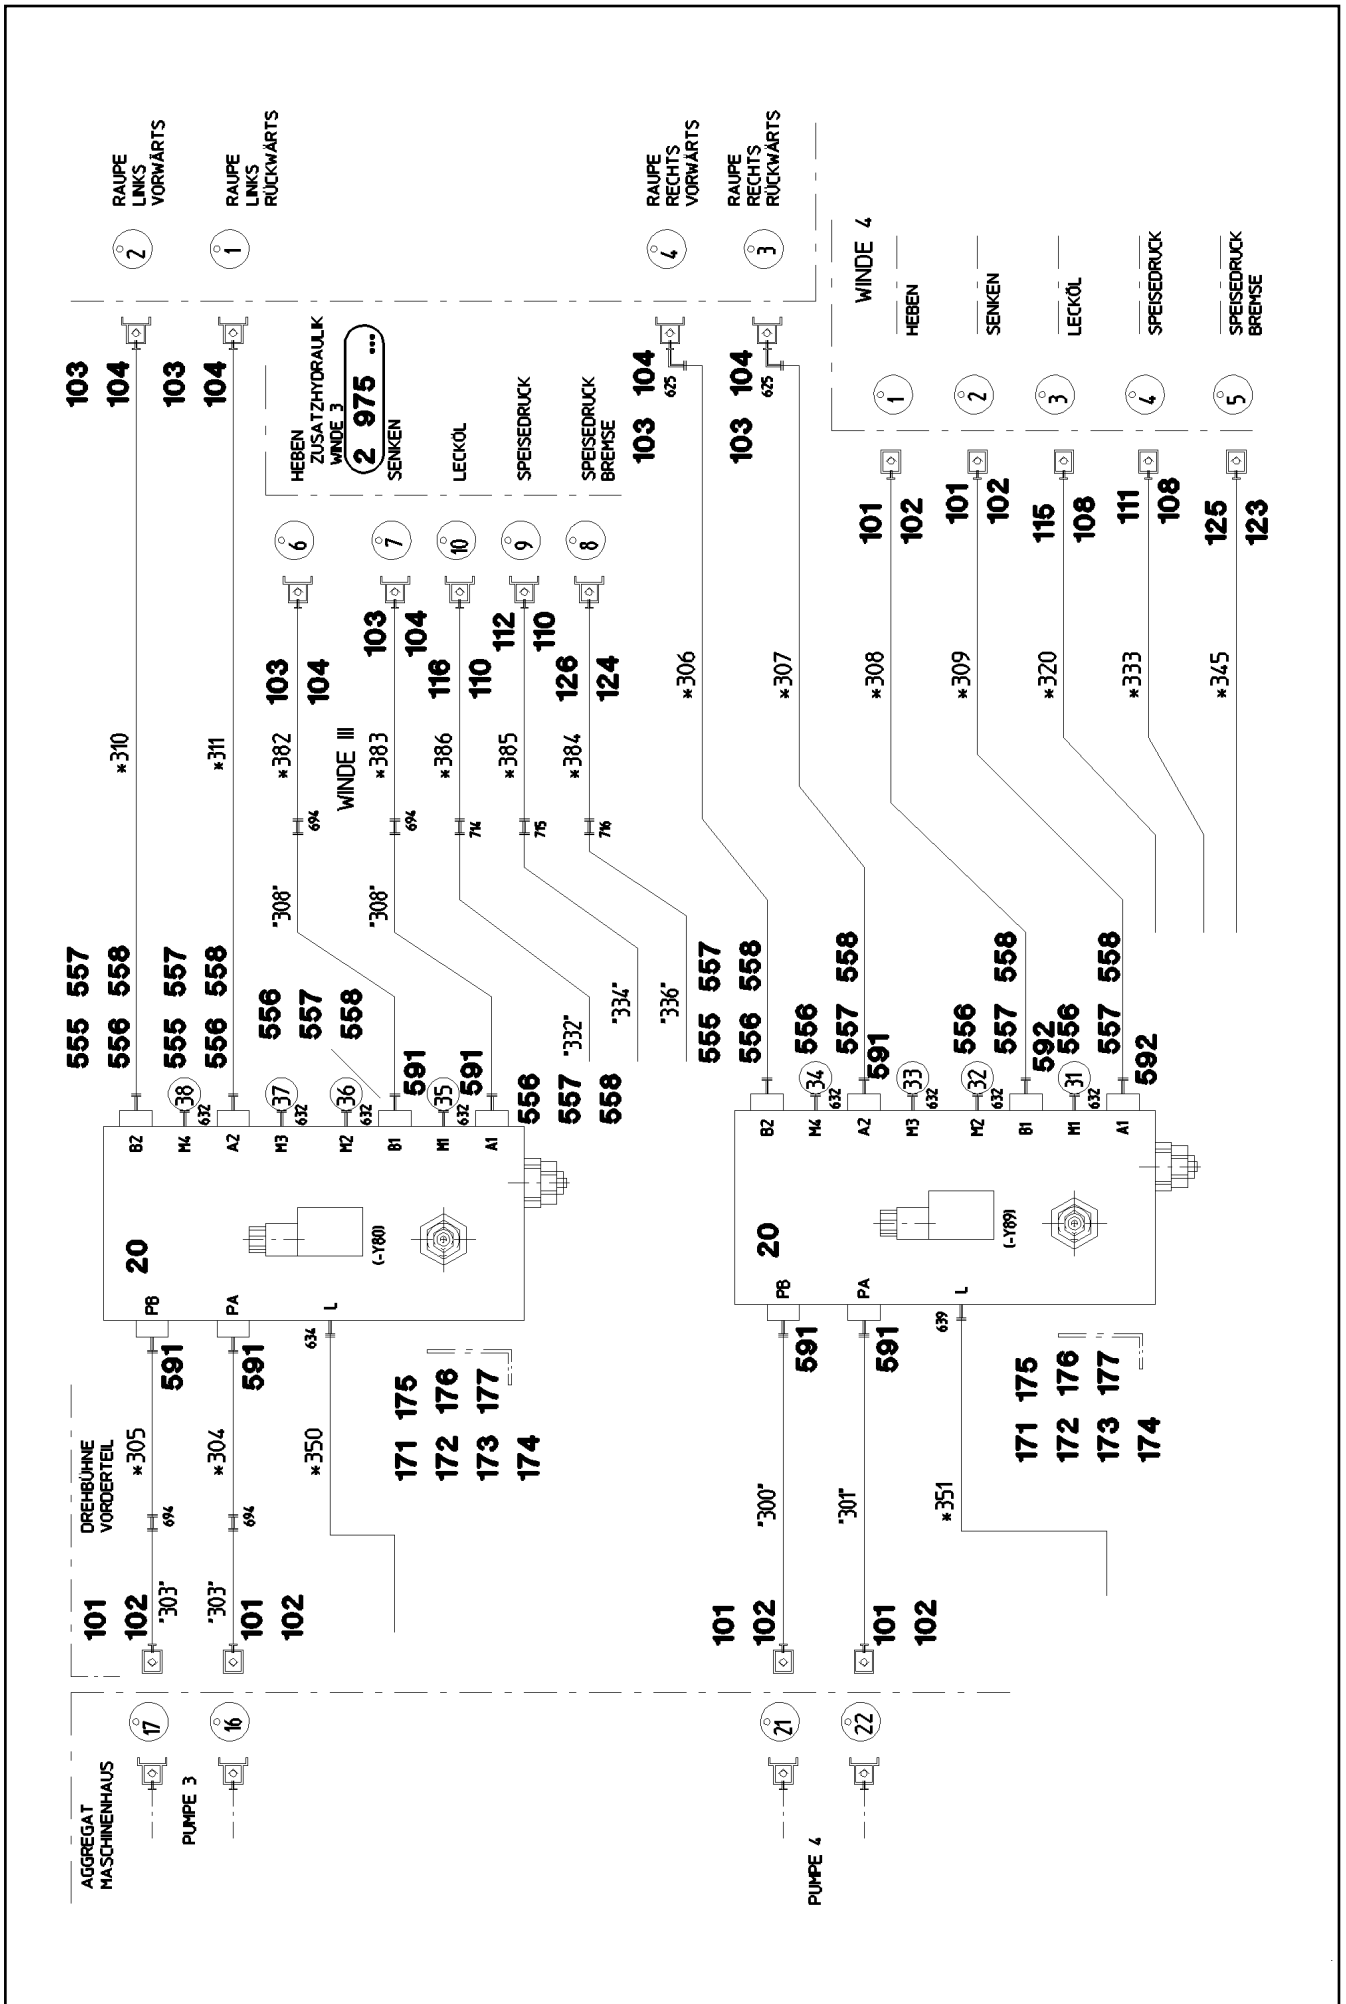 RAUPE
LINKS
VORWÄRTS
2
RAUPE
LINKS
RÜCKWÄRTS
1
RAUPE
RECHTS
VORWÄRTS
4
RAUPE
RECHTS
RÜCKWÄRTS
3
103
104
103
104
103 104
625
103 104
625
HEBEN
ZUSATZHYDRAULIK
WINDE 3
2 975 ...
SENKEN
LECKÖL
SPEISEDRUCK
SPEISEDRUCK
BREMSE
6
7
10
9
8
WINDE 4
HEBEN
SENKEN
LECKÖL
SPEISEDRUCK
SPEISEDRUCK
BREMSE
1
2
3
4
5
103
104
103
104
116
110
112
110
126
124
101
102
101
102
115
108
111
108
125
123
*310
*311
*382
WINDE III
*383
*386
*385
*384
*306
*307
*308
*309
*320
*333
*345
694
694
714
715
716
"308"
"308"
"332"
"334"
"336"
555 557
556 558
555 557
556 558
556
557
558
591
591
556
557
558
555 557
556 558
556
557 558
591
556
557 558
592
556
557 558
592
38
632
37
632
36
632
35
632
34
632
33
632
32
632
31
632
B2
M4
A2
M3
M2
B1
M1
A1
20
(-Y80)
PB
PA
L
B2
M4
A2
M3
M2
B1
M1
A1
20
(-Y89)
PB
PA
L
591
591
634
591
591
639
171 175
172 176
173 177
174
171 175
172 176
173 177
174
DREHBÜHNE
VORDERTEIL
*305
*304
*350
694
694
"303"
"303"
101
102
101
102
"300"
"301"
*351
101
102
101
102
17
16
21
22
AGGREGAT
MASCHINENHAUS
PUMPE 3
PUMPE 4